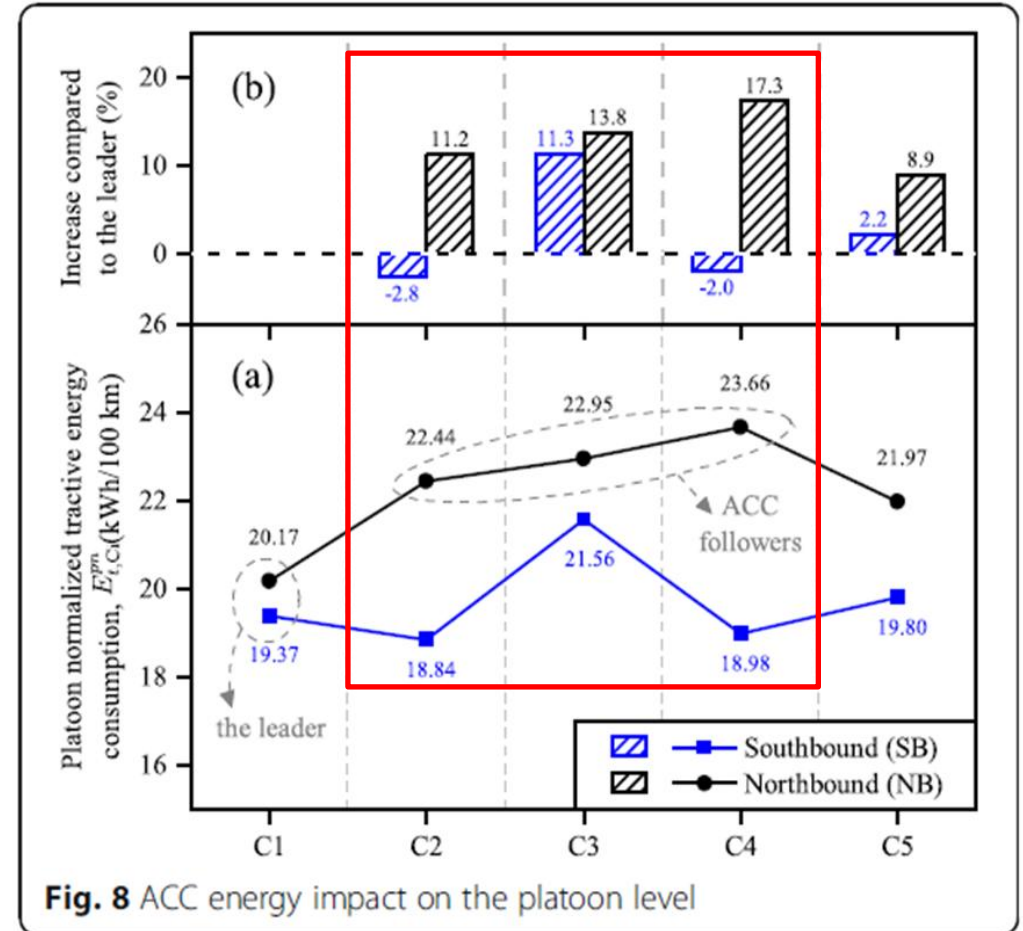 (b)
Increase compared
to the leader (%)
20
10
0
-2.8
11.2
11.3
13.8
-2.0
17.3
2.2
8.9
(a)
Platoon normalized tractive energy
consumption, E^{pn}_{t,Ci}(kWh/100 km)
26
24
22
20
18
16
20.17
22.44
22.95
23.66
21.97
19.37
18.84
21.56
18.98
19.80
ACC
followers
the leader
Southbound (SB)
Northbound (NB)
C1 C2 C3 C4 C5
Fig. 8 ACC energy impact on the platoon level